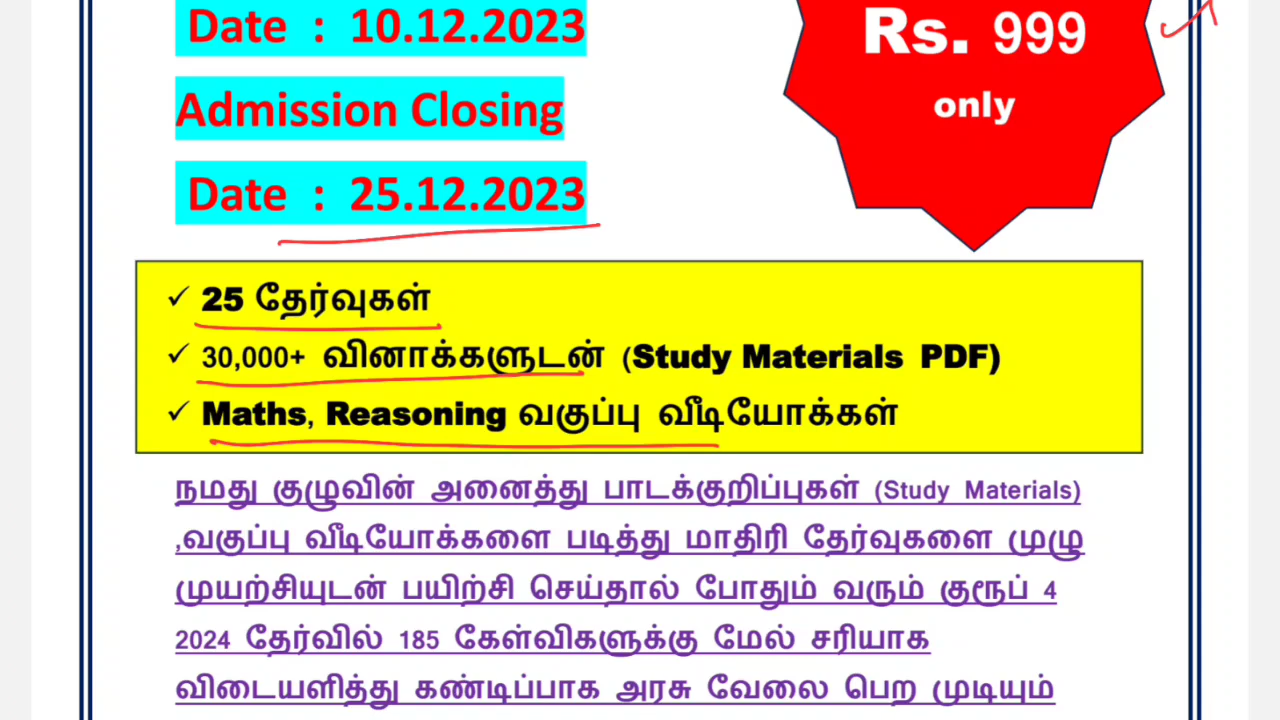 Date : 10.12.2023
Rs. 999
only
Admission Closing
Date : 25.12.2023
✓ 25 தேர்வுகள்
✓ 30,000+ வினாக்களுடன் (Study Materials PDF)
✓ Maths, Reasoning வகுப்பு வீடியோக்கள்
நமது குழுவின் அனைத்து பாடக்குறிப்புகள் (Study Materials)
,வகுப்பு வீடியோக்களை படித்து மாதிரி தேர்வுகளை முழு
முயற்சியுடன் பயிற்சி செய்தால் போதும் வரும் குரூப் 4
2024 தேர்வில் 185 கேள்விகளுக்கு மேல் சரியாக
விடையளித்து கண்டிப்பாக அரசு வேலை பெற முடியும்